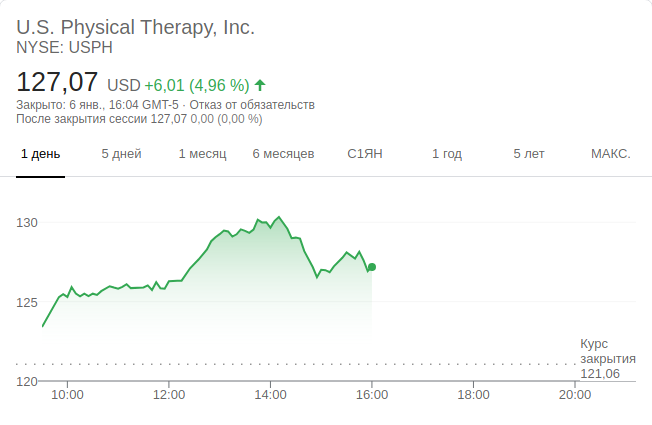 U.S. Physical Therapy, Inc.
NYSE: USPH
127,07 USD +6,01 (4,96 %)
Закрыто: 6 янв., 16:04 GMT-5 · Отказ от обязательств
После закрытия сессии 127,07 0,00 (0,00 %)
1 день 5 дней 1 месяц 6 месяцев С1ЯН 1 год 5 лет МАКС.
130
125
120
Курс
закрытия
121,06
10:00 12:00 14:00 16:00 18:00 20:00